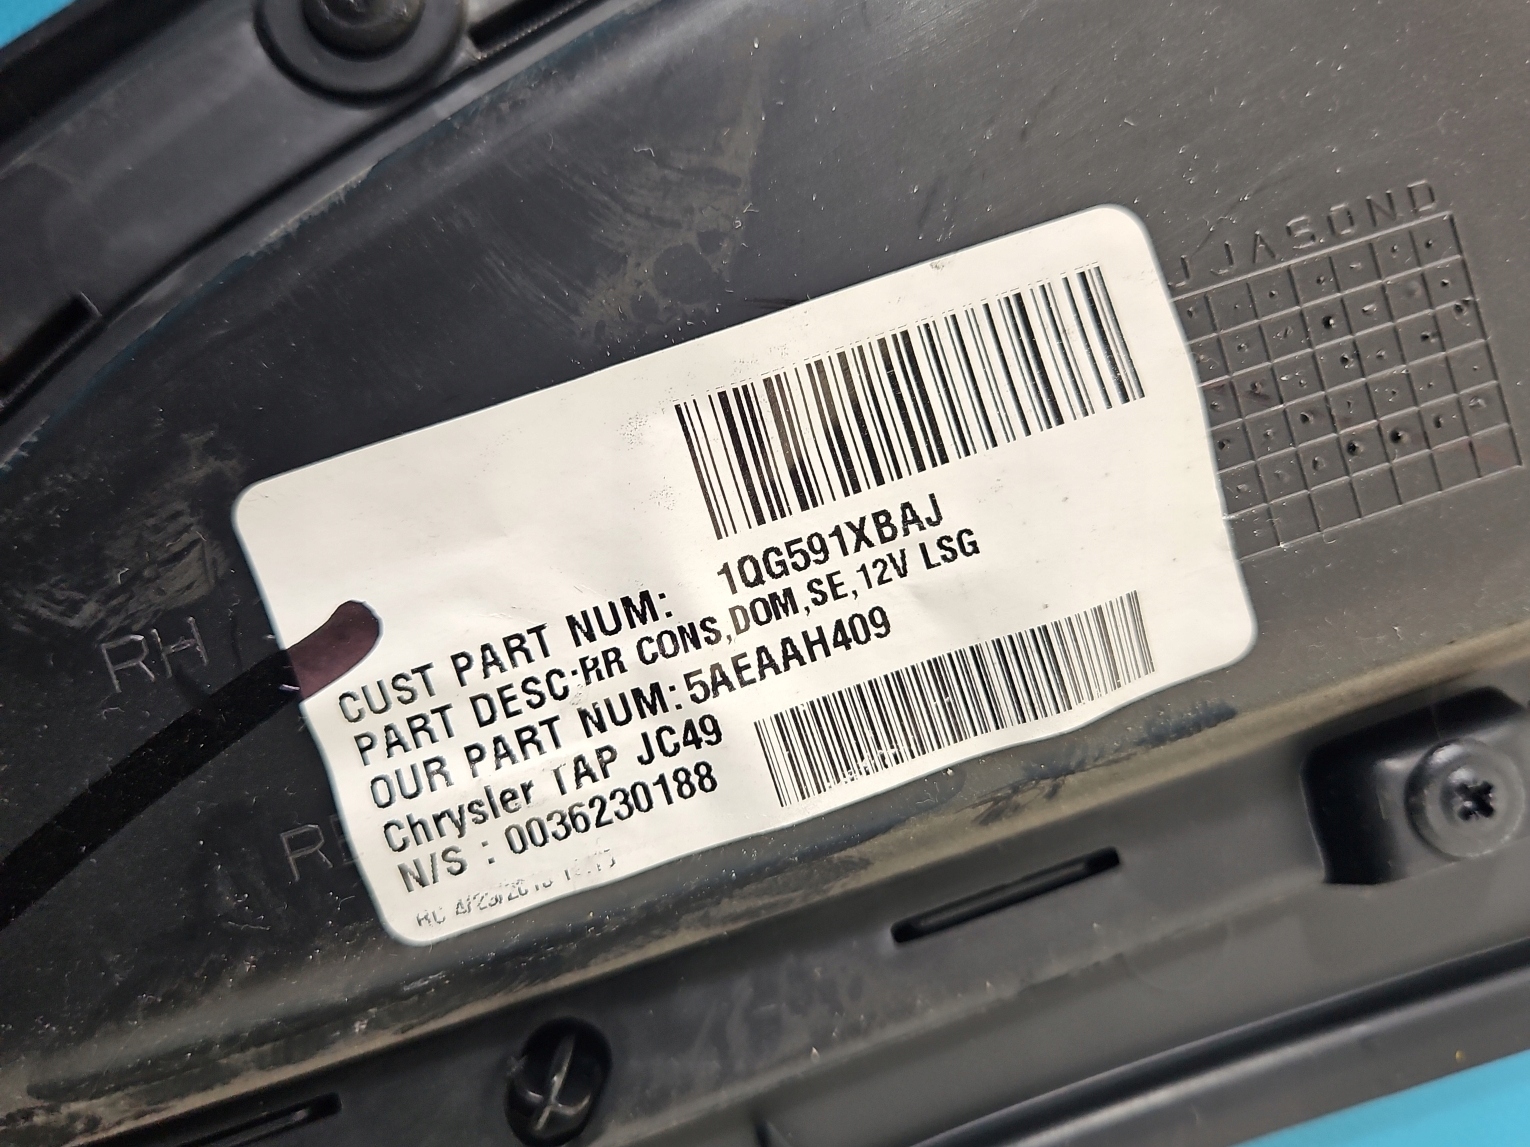 JJASOND
1QG591XBAJ
CUST PART NUM:
PART DESC:RR CONS,DOM,SE,12V LSG
OUR PART NUM:5AEAAH409
Chrysler TAP JC49
N/S : 0036230188
RC
RH